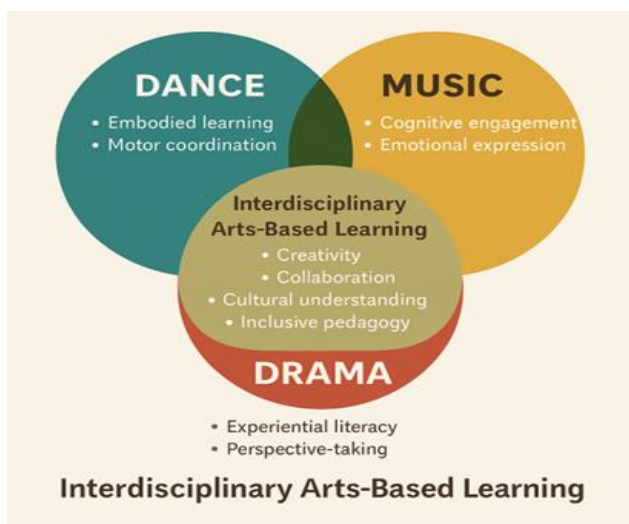 DANCE
• Embodied learning
• Motor coordination
MUSIC
• Cognitive engagement
• Emotional expression
Interdisciplinary
Arts-Based Learning
• Creativity
• Collaboration
• Cultural understanding
• Inclusive pedagogy
DRAMA
• Experiential literacy
• Perspective-taking
Interdisciplinary Arts-Based Learning